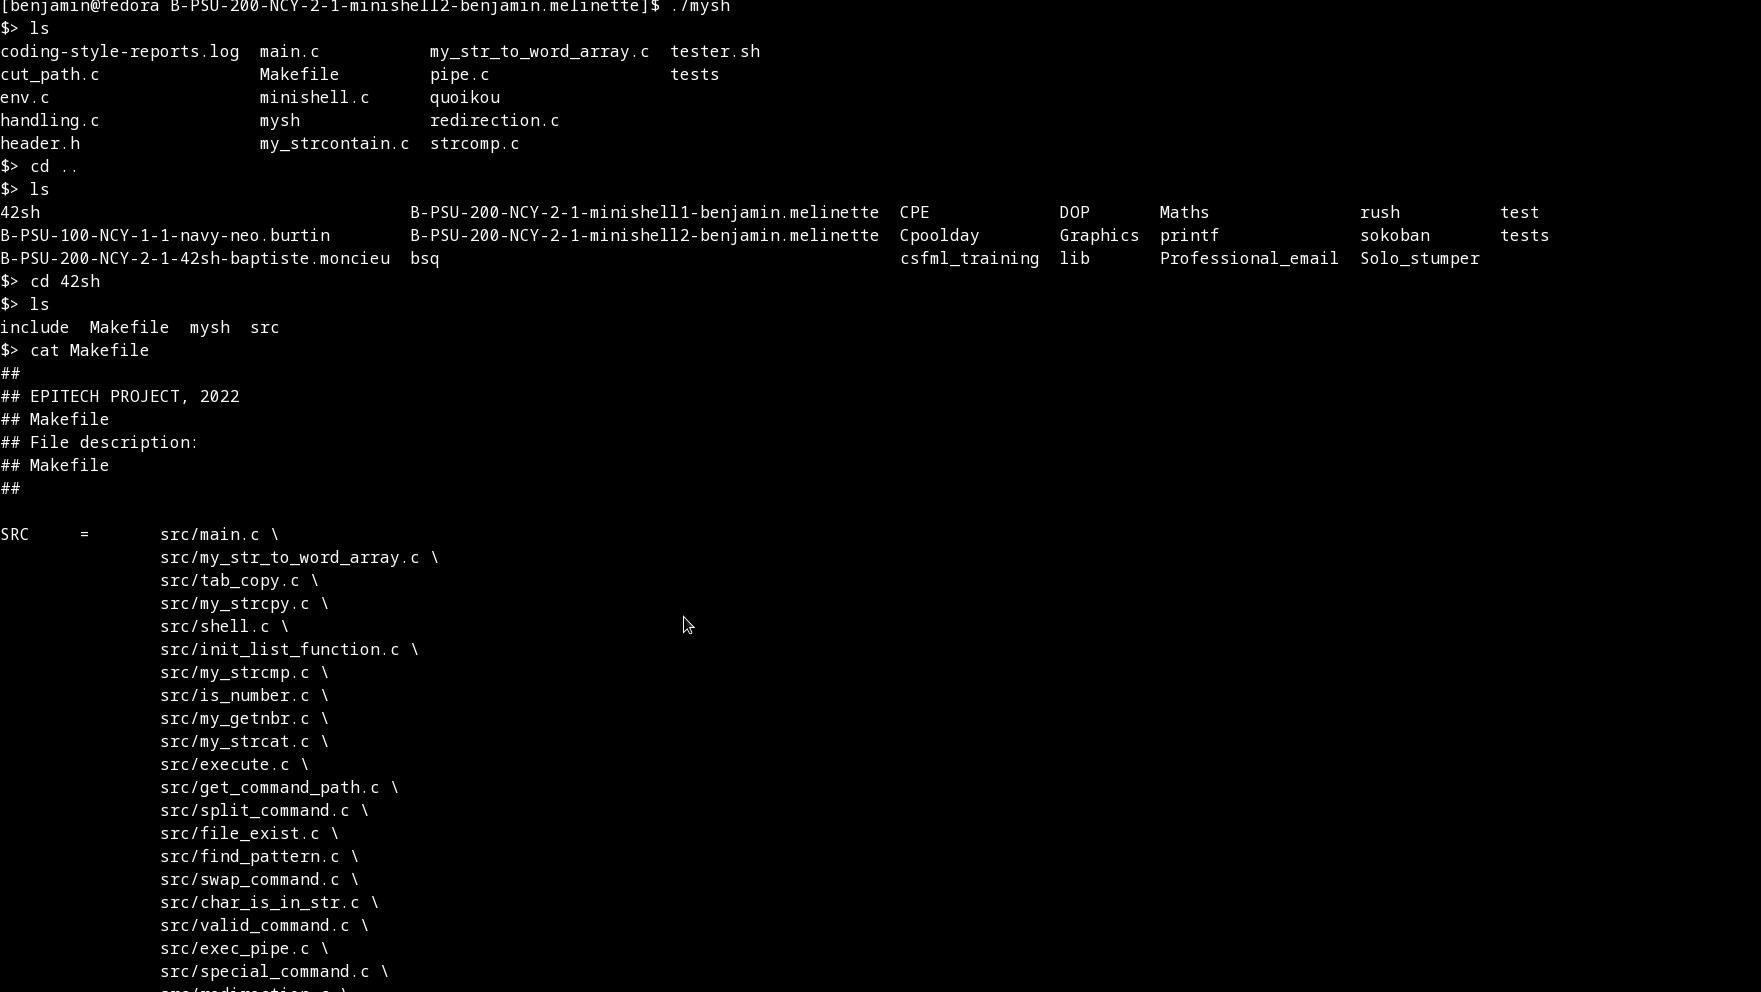 [benjamin@fedora B-PSU-200-NCY-2-1-minishell2-benjamin.melinette]$ ./mysh
$> ls
coding-style-reports.log  main.c           my_str_to_word_array.c  tester.sh
cut_path.c                Makefile         pipe.c                  tests
env.c                     minishell.c      quoikou
handling.c                mysh             redirection.c
header.h                  my_strcontain.c  strcomp.c
$> cd ..
$> ls
42sh                                     B-PSU-200-NCY-2-1-minishell1-benjamin.melinette  CPE             DOP       Maths               rush          test
B-PSU-100-NCY-1-1-navy-neo.burtin        B-PSU-200-NCY-2-1-minishell2-benjamin.melinette  Cpoolday        Graphics  printf              sokoban       tests
B-PSU-200-NCY-2-1-42sh-baptiste.moncieu  bsq                                              csfml_training  lib       Professional_email  Solo_stumper
$> cd 42sh
$> ls
include  Makefile  mysh  src
$> cat Makefile
##
## EPITECH PROJECT, 2022
## Makefile
## File description:
## Makefile
##
SRC     =       src/main.c \
                src/my_str_to_word_array.c \
                src/tab_copy.c \
                src/my_strcpy.c \
                src/shell.c \
                src/init_list_function.c \
                src/my_strcmp.c \
                src/is_number.c \
                src/my_getnbr.c \
                src/my_strcat.c \
                src/execute.c \
                src/get_command_path.c \
                src/split_command.c \
                src/file_exist.c \
                src/find_pattern.c \
                src/swap_command.c \
                src/char_is_in_str.c \
                src/valid_command.c \
                src/exec_pipe.c \
                src/special_command.c \